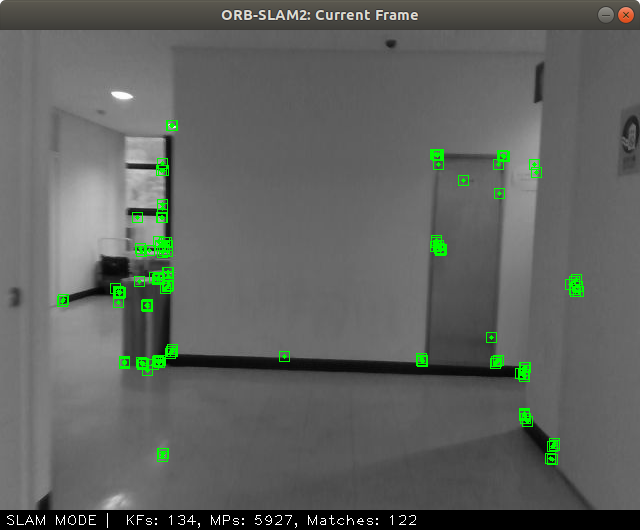 ORB-SLAM2: Current Frame
SLAM MODE |  KFs: 134, MPs: 5927, Matches: 122